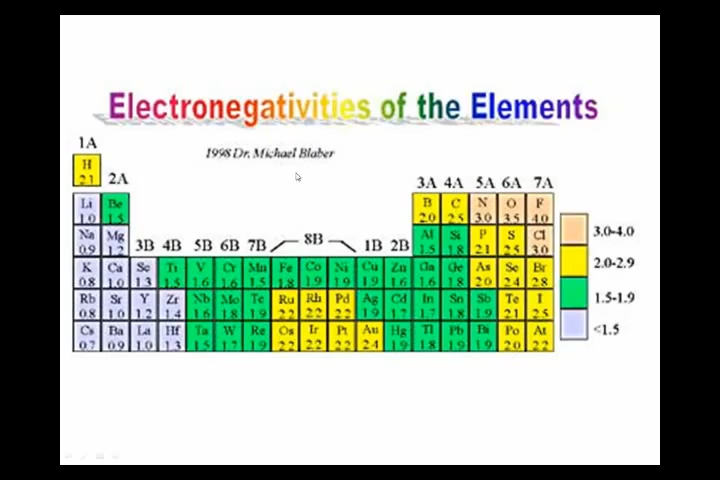 Electronegativities of the Elements
1A
1998 Dr. Michael Blaber
H
2.1
2A
3A 4A 5A 6A 7A
Li Be B C N O F
1.0 1.5 2.0 2.5 3.0 3.5 4.0
3.0-4.0
Na Mg Al Si P S Cl
0.9 1.2 1.5 1.8 2.1 2.5 3.0
3B 4B 5B 6B 7B 8B 1B 2B
2.0-2.9
K Ca Sc Ti V Cr Mn Fe Co Ni Cu Zn Ga Ge As Se Br
0.8 1.0 1.3 1.5 1.6 1.6 1.5 1.8 1.9 1.9 1.9 1.6 1.6 1.8 2.0 2.4 2.8
1.5-1.9
Rb Sr Y Zr Nb Mo Tc Ru Rh Pd Ag Cd In Sn Sb Te I
0.8 1.0 1.2 1.4 1.6 1.8 1.9 2.2 2.2 2.2 1.9 1.7 1.7 1.8 1.9 2.1 2.5
<1.5
Cs Ba La Hf Ta W Re Os Ir Pt Au Hg Tl Pb Bi Po At
0.7 0.9 1.0 1.3 1.5 1.7 1.9 2.2 2.2 2.2 2.4 1.9 1.8 1.9 1.9 2.0 2.2